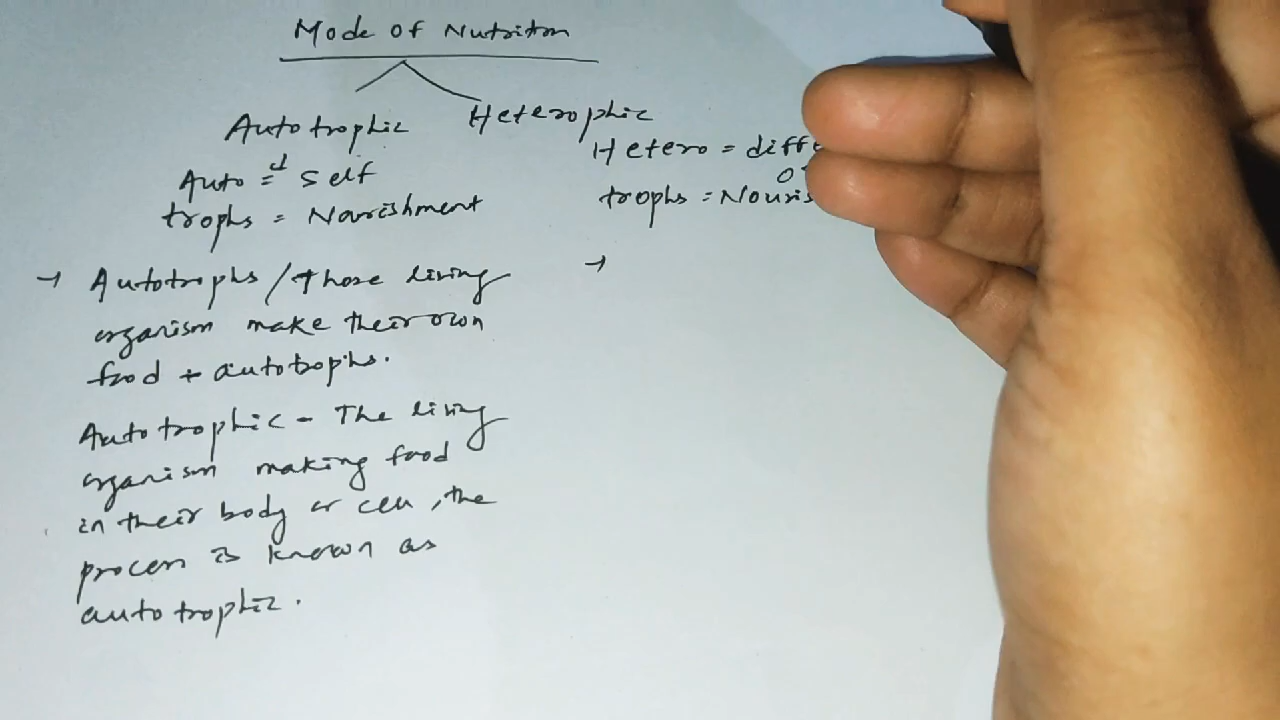 Mode of Nutrition
Autotrophic Heterophic
Auto = Self
trophs = Nourishment
Hetero = diffe
Ot
trophs = Nouris
→ Autotrophs / Those living
organism make their own
food → autotrophs.
Autotrophic - The living
organism making food
in their body or cell, the
process is known as
autotrophic.
→